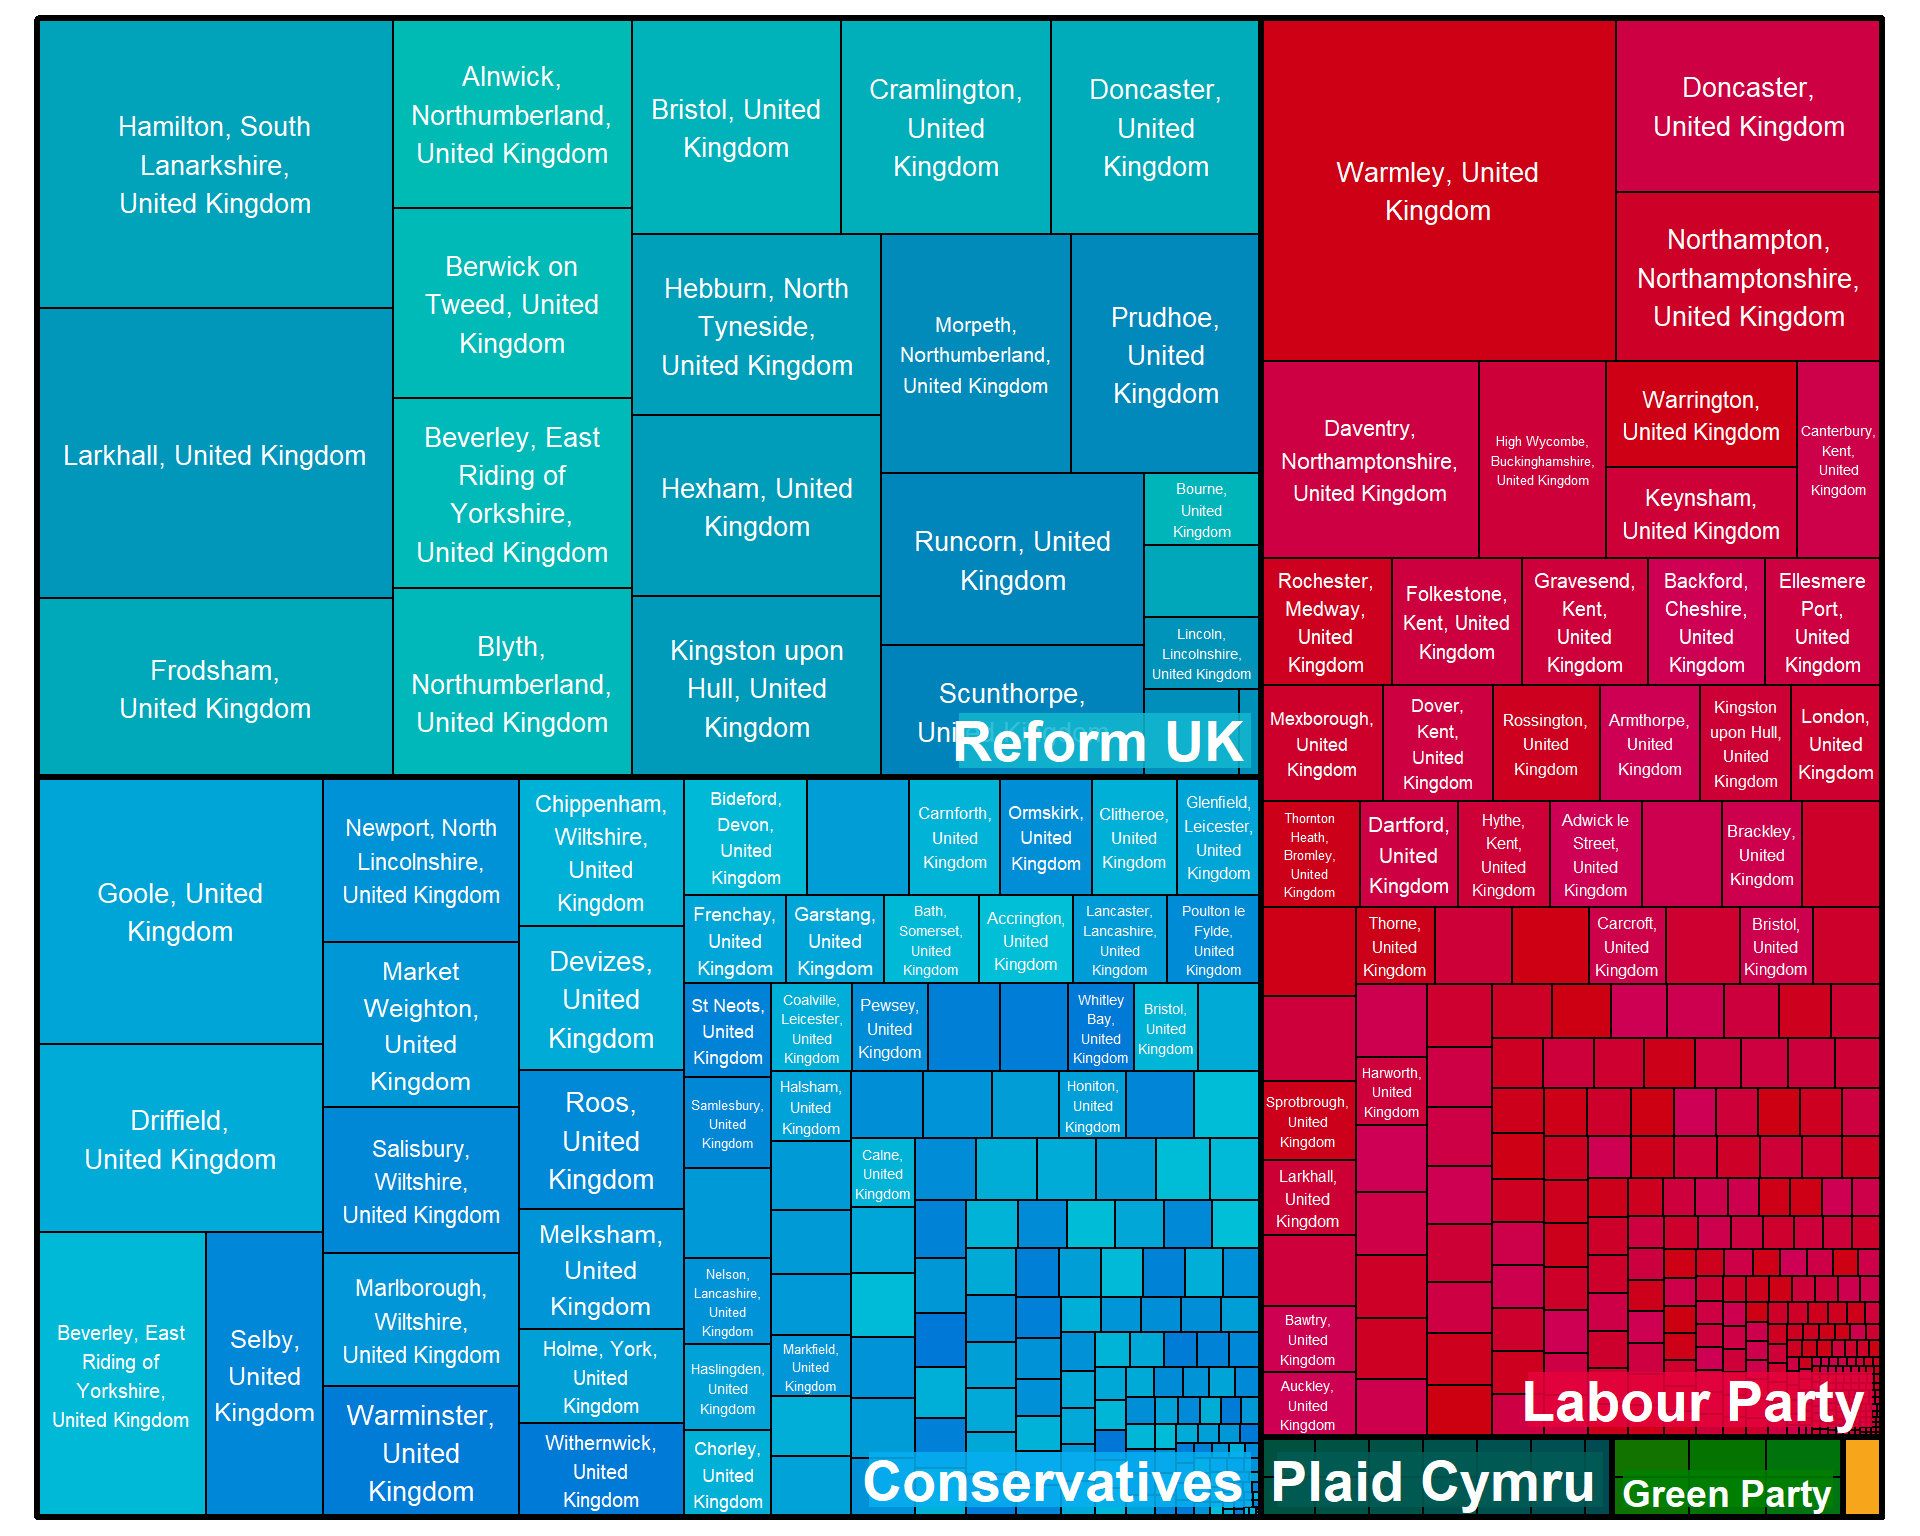 Hamilton, South
Lanarkshire,
United Kingdom
Larkhall, United Kingdom
Frodsham,
United Kingdom
Alnwick,
Northumberland,
United Kingdom
Berwick on
Tweed, United
Kingdom
Beverley, East
Riding of
Yorkshire,
United Kingdom
Blyth,
Northumberland,
United Kingdom
Bristol, United
Kingdom
Cramlington,
United
Kingdom
Doncaster,
United
Kingdom
Hebburn, North
Tyneside,
United Kingdom
Hexham, United
Kingdom
Kingston upon
Hull, United
Kingdom
Morpeth,
Northumberland,
United Kingdom
Prudhoe,
United
Kingdom
Runcorn, United
Kingdom
Scunthorpe,
United Kingdom
Bourne,
United
Kingdom
Lincoln,
Lincolnshire,
United Kingdom
Reform UK
Goole, United
Kingdom
Driffield,
United Kingdom
Beverley, East
Riding of
Yorkshire,
United Kingdom
Selby,
United
Kingdom
Newport, North
Lincolnshire,
United Kingdom
Market
Weighton,
United
Kingdom
Salisbury,
Wiltshire,
United Kingdom
Marlborough,
Wiltshire,
United Kingdom
Warminster,
United
Kingdom
Chippenham,
Wiltshire,
United
Kingdom
Devizes,
United
Kingdom
Roos,
United
Kingdom
Melksham,
United
Kingdom
Holme, York,
United
Kingdom
Withernwick,
United
Kingdom
Bideford,
Devon,
United
Kingdom
Carnforth,
United
Kingdom
Ormskirk,
United
Kingdom
Clitheroe,
United
Kingdom
Glenfield,
Leicester,
United
Kingdom
Frenchay,
United
Kingdom
Garstang,
United
Kingdom
Bath,
Somerset,
United
Kingdom
Accrington,
United
Kingdom
Lancaster,
Lancashire,
United
Kingdom
Poulton le
Fylde,
United
Kingdom
St Neots,
United
Kingdom
Coalville,
Leicester,
United
Kingdom
Pewsey,
United
Kingdom
Whitley
Bay,
United
Kingdom
Bristol,
United
Kingdom
Samlesbury,
United
Kingdom
Halsham,
United
Kingdom
Honiton,
United
Kingdom
Calne,
United
Kingdom
Nelson,
Lancashire,
United
Kingdom
Haslingden,
United
Kingdom
Markfield,
United
Kingdom
Chorley,
United
Kingdom
Conservatives
Warmley, United
Kingdom
Doncaster,
United Kingdom
Northampton,
Northamptonshire,
United Kingdom
Daventry,
Northamptonshire,
United Kingdom
High Wycombe,
Buckinghamshire,
United Kingdom
Warrington,
United Kingdom
Keynsham,
United Kingdom
Canterbury,
Kent,
United
Kingdom
Rochester,
Medway,
United
Kingdom
Folkestone,
Kent, United
Kingdom
Gravesend,
Kent,
United
Kingdom
Backford,
Cheshire,
United
Kingdom
Ellesmere
Port,
United
Kingdom
Mexborough,
United
Kingdom
Dover,
Kent,
United
Kingdom
Rossington,
United
Kingdom
Armthorpe,
United
Kingdom
Kingston
upon Hull,
United
Kingdom
London,
United
Kingdom
Thornton
Heath,
Bromley,
United
Kingdom
Dartford,
United
Kingdom
Hythe,
Kent,
United
Kingdom
Adwick le
Street,
United
Kingdom
Brackley,
United
Kingdom
Thorne,
United
Kingdom
Carcroft,
United
Kingdom
Bristol,
United
Kingdom
Harworth,
United
Kingdom
Sprotbrough,
United
Kingdom
Larkhall,
United
Kingdom
Bawtry,
United
Kingdom
Auckley,
United
Kingdom
Labour Party
Plaid Cymru
Green Party